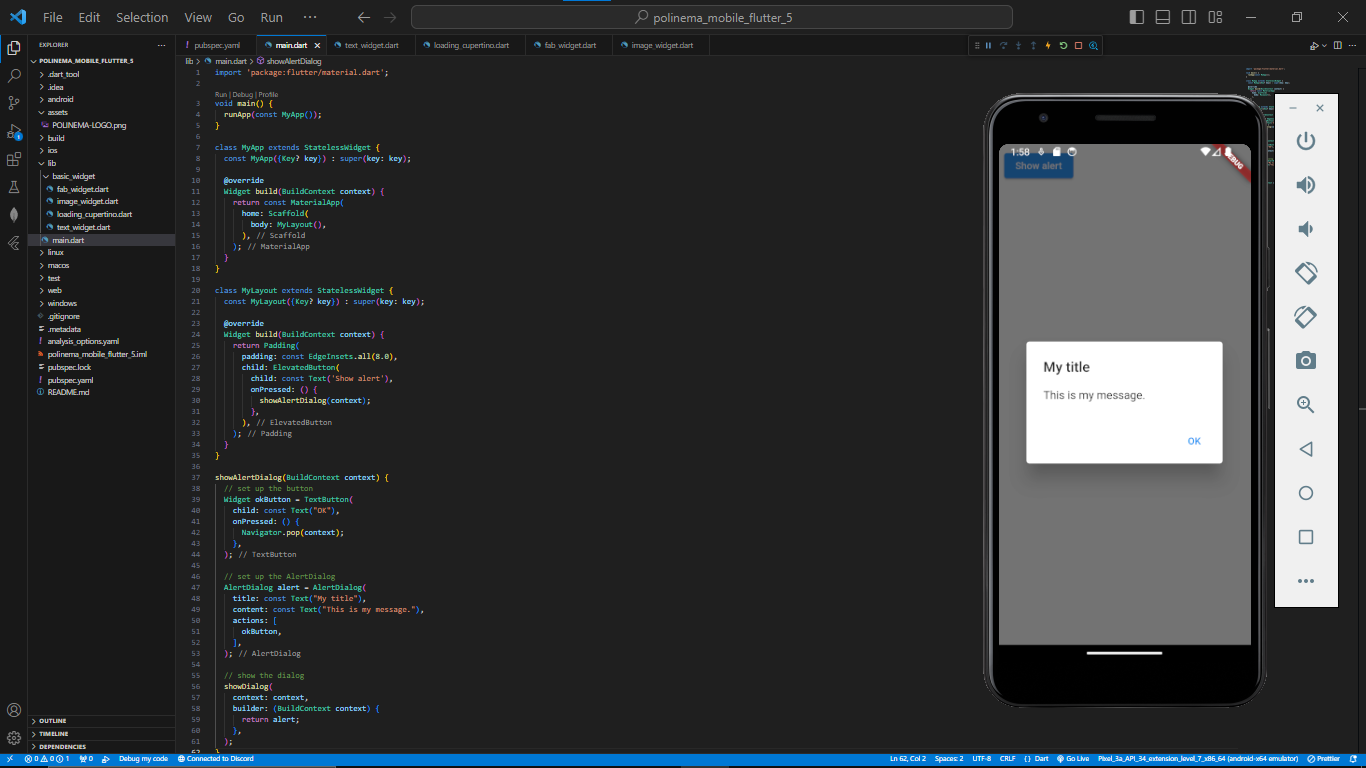 File Edit Selection View Go Run ··· polinema_mobile_flutter_5
EXPLORER ···
POLINEMA_MOBILE_FLUTTER_5
.dart_tool
.idea
android
assets
POLINEMA-LOGO.png
build
ios
lib
basic_widget
fab_widget.dart
image_widget.dart
loading_cupertino.dart
text_widget.dart
main.dart
linux
macos
test
web
windows
.gitignore
.metadata
analysis_options.yaml
polinema_mobile_flutter_5.iml
pubspec.lock
pubspec.yaml
README.md
OUTLINE
TIMELINE
DEPENDENCIES
pubspec.yaml main.dart text_widget.dart loading_cupertino.dart fab_widget.dart image_widget.dart
lib > main.dart > showAlertDialog
1 import 'package:flutter/material.dart';
2
Run | Debug | Profile
3 void main() {
4 runApp(const MyApp());
5 }
6
7 class MyApp extends StatelessWidget {
8 const MyApp({Key? key}) : super(key: key);
9
10 @override
11 Widget build(BuildContext context) {
12 return const MaterialApp(
13 home: Scaffold(
14 body: MyLayout(),
15 ), // Scaffold
16 ); // MaterialApp
17 }
18 }
19
20 class MyLayout extends StatelessWidget {
21 const MyLayout({Key? key}) : super(key: key);
22
23 @override
24 Widget build(BuildContext context) {
25 return Padding(
26 padding: const EdgeInsets.all(8.0),
27 child: ElevatedButton(
28 child: const Text('Show alert'),
29 onPressed: () {
30 showAlertDialog(context);
31 },
32 ), // ElevatedButton
33 ); // Padding
34 }
35 }
36
37 showAlertDialog(BuildContext context) {
38 // set up the button
39 Widget okButton = TextButton(
40 child: const Text("OK"),
41 onPressed: () {
42 Navigator.pop(context);
43 },
44 ); // TextButton
45
46 // set up the AlertDialog
47 AlertDialog alert = AlertDialog(
48 title: const Text("My title"),
49 content: const Text("This is my message."),
50 actions: [
51 okButton,
52 ],
53 ); // AlertDialog
54
55 // show the dialog
56 showDialog(
57 context: context,
58 builder: (BuildContext context) {
59 return alert;
60 },
61 );
62 }
1:58
DEBUG
Show alert
My title
This is my message.
OK
0 0 1 0 Debug my code Connected to Discord Ln 62, Col 2 Spaces: 2 UTF-8 CRLF {} Dart Go Live Pixel_3a_API_34_extension_level_7_x86_64 (android-x64 emulator) Prettier